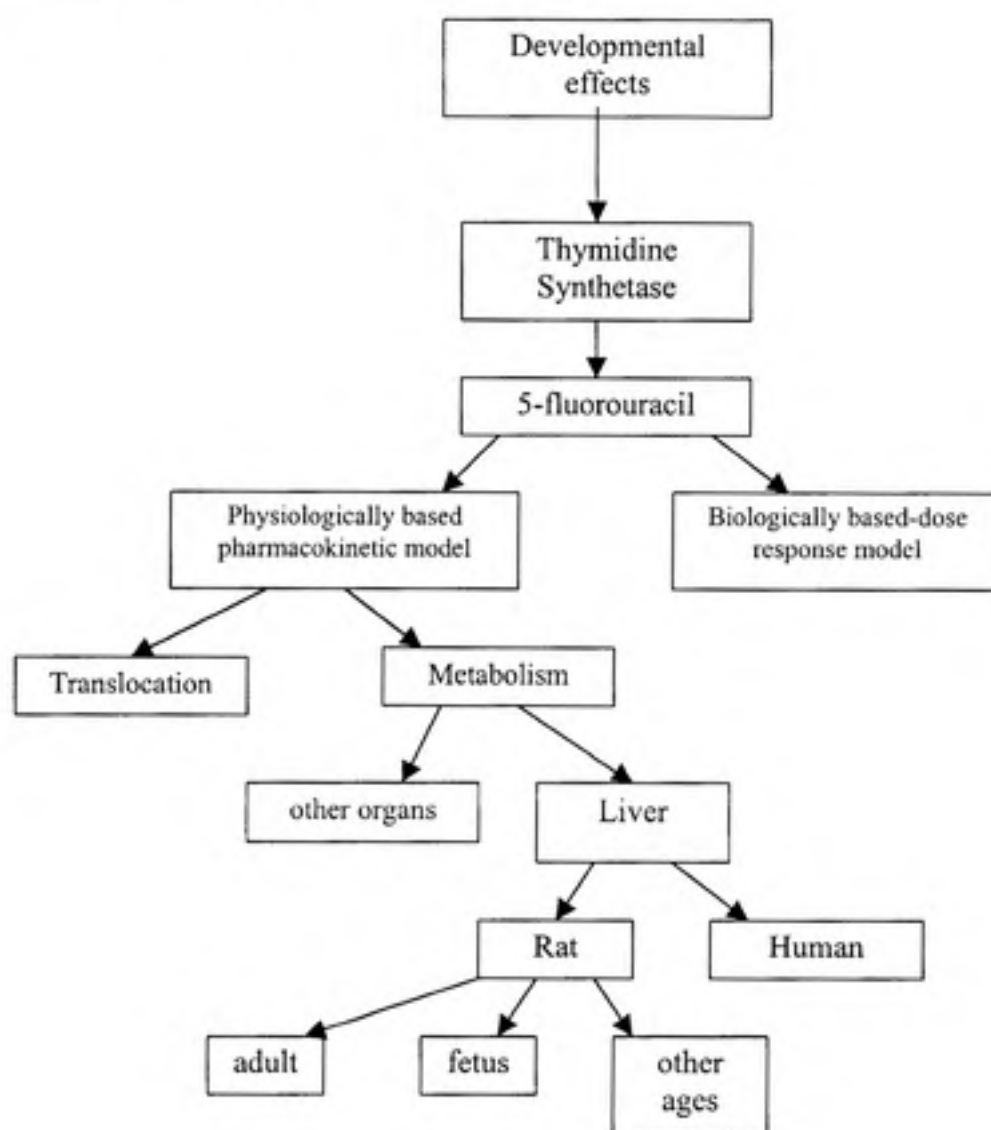 Developmental
effects
Thymidine
Synthetase
5-fluorouracil
Physiologically based
pharmacokinetic model
Biologically based-dose
response model
Translocation
Metabolism
other organs
Liver
Rat
Human
adult
fetus
other
ages